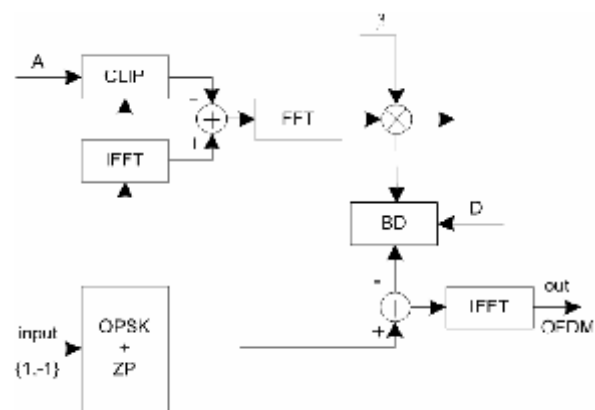 A
CLIP
-
+
FFT
IFFT
BD
D
-
+
IFFT
out
OFDM
input
{1.-1}
QPSK
+
ZP